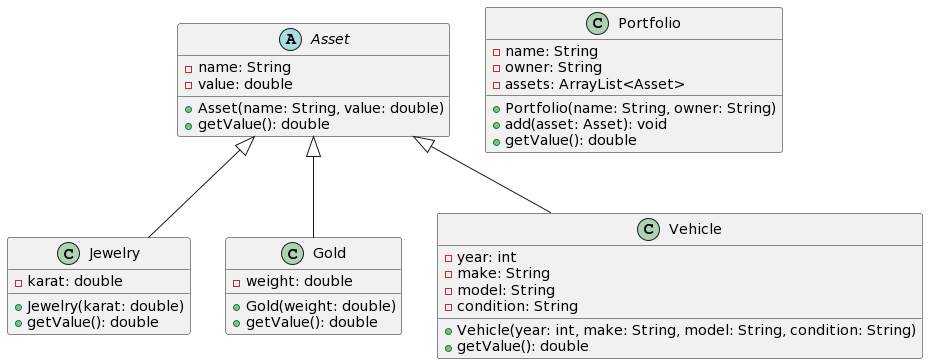 A Asset
name: String
value: double
Asset(name: String, value: double)
getValue(): double
C Portfolio
name: String
owner: String
assets: ArrayList<Asset>
Portfolio(name: String, owner: String)
add(asset: Asset): void
getValue(): double
C Jewelry
karat: double
Jewelry(karat: double)
getValue(): double
C Gold
weight: double
Gold(weight: double)
getValue(): double
C Vehicle
year: int
make: String
model: String
condition: String
Vehicle(year: int, make: String, model: String, condition: String)
getValue(): double